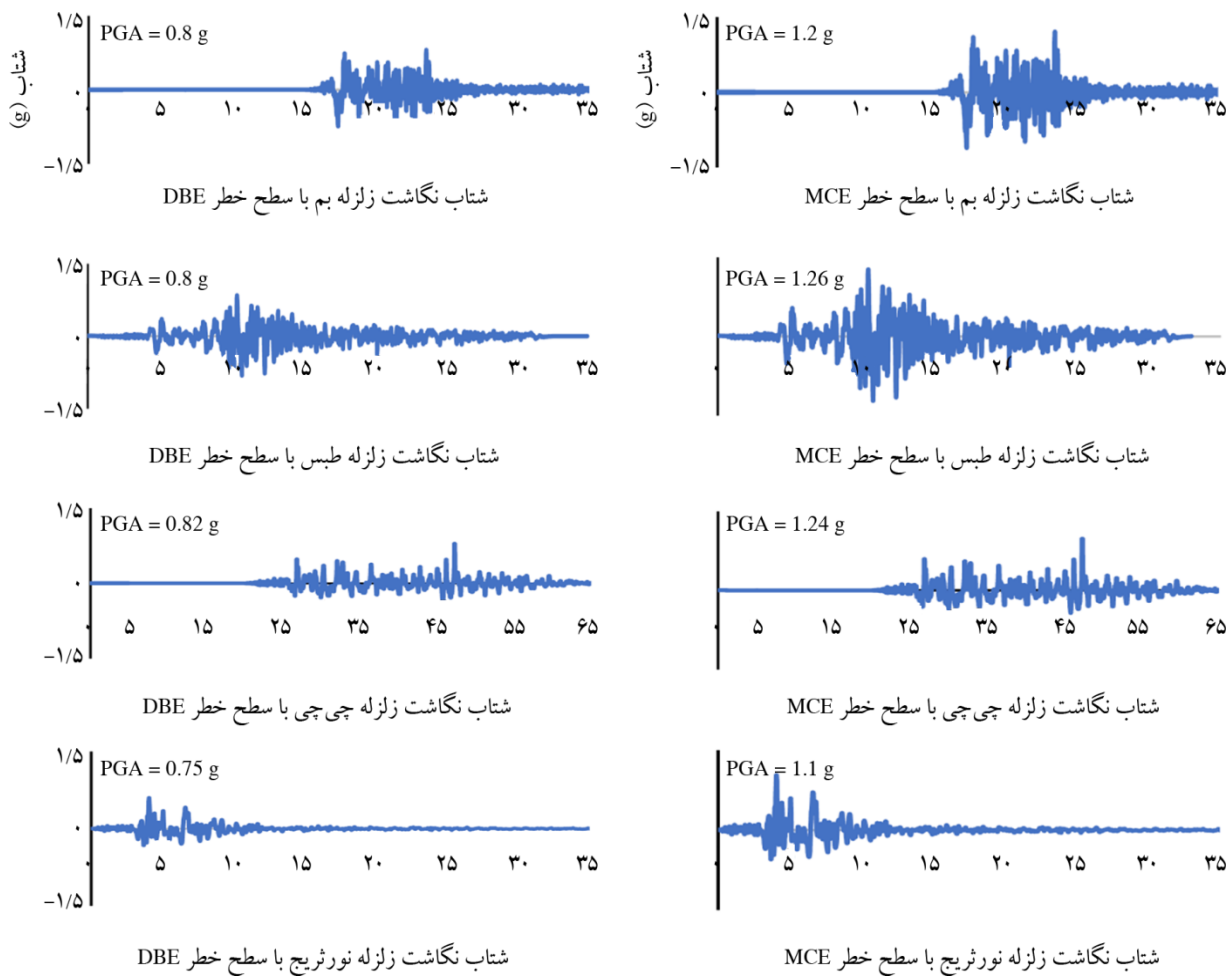 ۱/۵
PGA = 0.8 g
شتاب (g)
۰
۰ ۵ ۱۰ ۱۵ ۲۰ ۲۵ ۳۰ ۳۵
−۱/۵
شتاب نگاشت زلزله بم با سطح خطر DBE
۱/۵
PGA = 1.2 g
شتاب (g)
۰
۰ ۵ ۱۰ ۱۵ ۲۰ ۲۵ ۳۰ ۳۵
−۱/۵
شتاب نگاشت زلزله بم با سطح خطر MCE
۱/۵
PGA = 0.8 g
۰
۰ ۵ ۱۰ ۱۵ ۲۰ ۲۵ ۳۰ ۳۵
−۱/۵
شتاب نگاشت زلزله طبس با سطح خطر DBE
PGA = 1.26 g
۰ ۵ ۱۰ ۱۵ ۲۰ ۲۵ ۳۰ ۳۵
شتاب نگاشت زلزله طبس با سطح خطر MCE
۱/۵
PGA = 0.82 g
۰
۰ ۵ ۱۵ ۲۵ ۳۵ ۴۵ ۵۵ ۶۵
−۱/۵
شتاب نگاشت زلزله چی‌چی با سطح خطر DBE
PGA = 1.24 g
۰ ۵ ۱۵ ۲۵ ۳۵ ۴۵ ۵۵ ۶۵
شتاب نگاشت زلزله چی‌چی با سطح خطر MCE
۱/۵
PGA = 0.75 g
۰
۰ ۵ ۱۰ ۱۵ ۲۰ ۲۵ ۳۰ ۳۵
−۱/۵
شتاب نگاشت زلزله نورثریج با سطح خطر DBE
PGA = 1.1 g
۰ ۵ ۱۰ ۱۵ ۲۰ ۲۵ ۳۰ ۳۵
شتاب نگاشت زلزله نورثریج با سطح خطر MCE